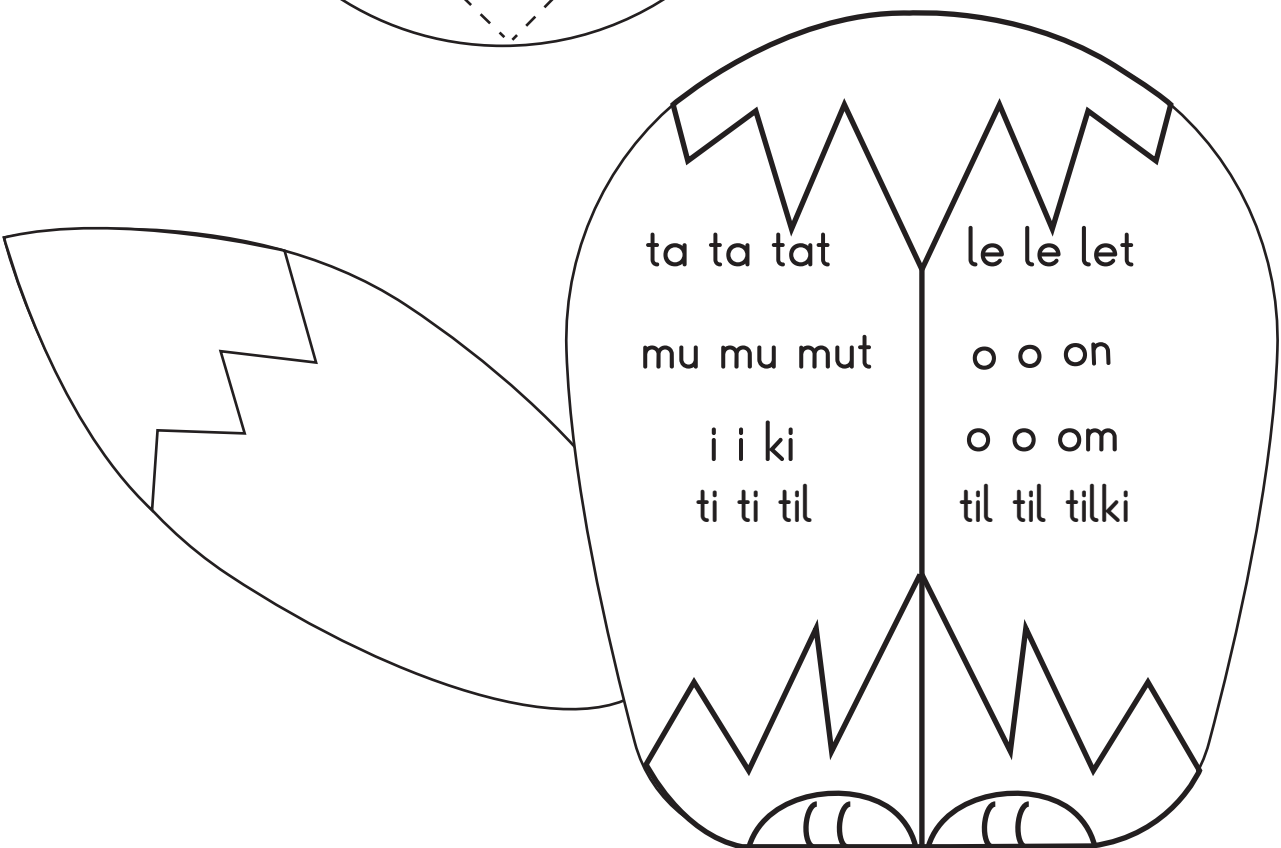 ta ta tat
mu mu mut
i i ki
ti ti til
le le let
o o on
o o om
til til tilki